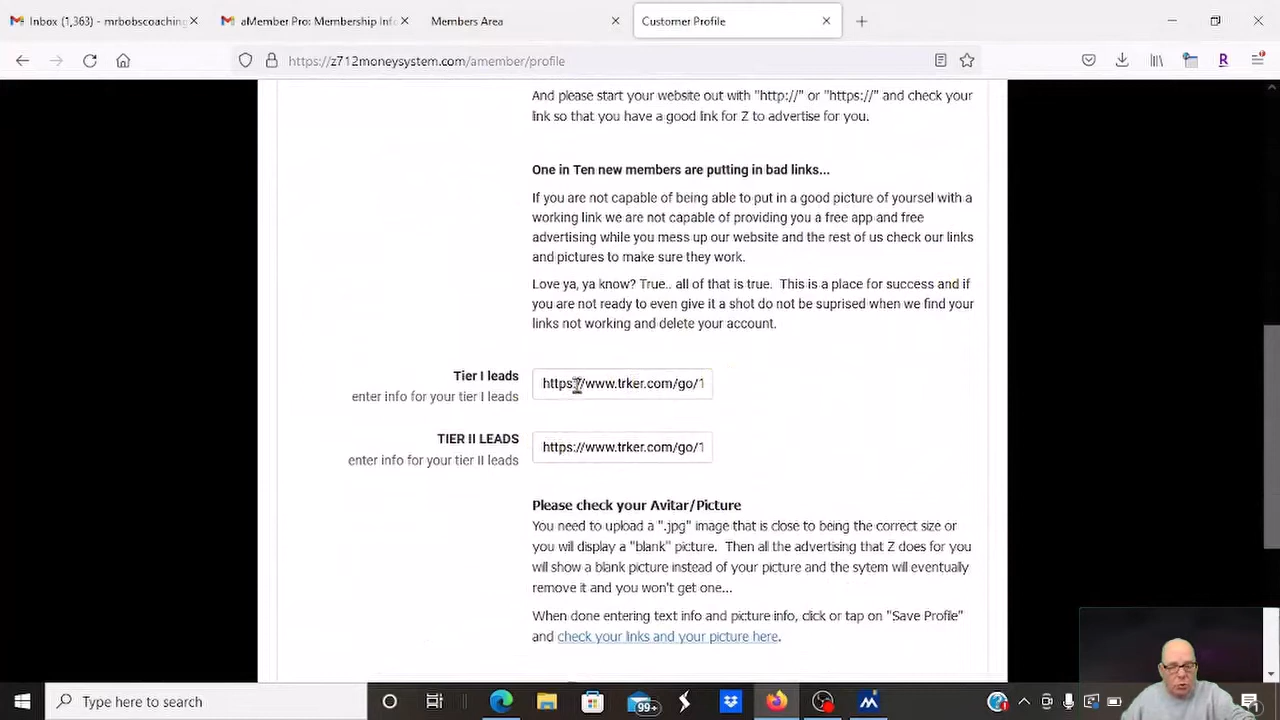 Inbox (1,363) - mrbobscoaching
aMember Pro: Membership Info
Members Area
Customer Profile
https://z712moneysystem.com/amember/profile
And please start your website out with "http://" or "https://" and check your
link so that you have a good link for Z to advertise for you.
One in Ten new members are putting in bad links...
If you are not capable of being able to put in a good picture of yoursel with a
working link we are not capable of providing you a free app and free
advertising while you mess up our website and the rest of us check our links
and pictures to make sure they work.
Love ya, ya know? True.. all of that is true. This is a place for success and if
you are not ready to even give it a shot do not be suprised when we find your
links not working and delete your account.
Tier I leads
https://www.trker.com/go/1
enter info for your tier I leads
TIER II LEADS
https://www.trker.com/go/1
enter info for your tier II leads
Please check your Avitar/Picture
You need to upload a ".jpg" image that is close to being the correct size or
you will display a "blank" picture. Then all the advertising that Z does for you
will show a blank picture instead of your picture and the sytem will eventually
remove it and you won't get one...
When done entering text info and picture info, click or tap on "Save Profile"
and check your links and your picture here.
Type here to search
99+